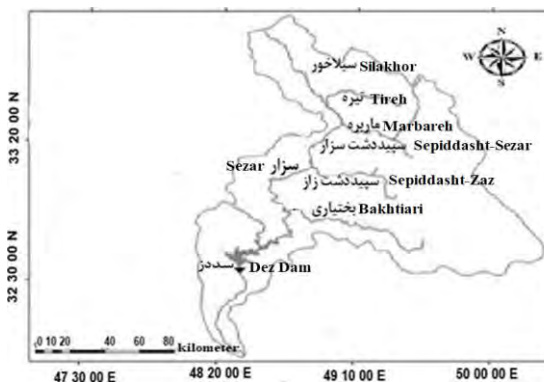 N
W E
S
سیلاخور Silakhor
تیره Tireh
ماربره Marbareh
سپیددشت سزار Sepiddasht-Sezar
Sezar سزار
سپیددشت زاز Sepiddasht-Zaz
بختیاری Bakhtiari
سددز Dez Dam
33 20 00 N
32 30 00 N
0 10 20 40 60 80
kilometer
47 30 00 E 48 20 00 E 49 10 00 E 50 00 00 E